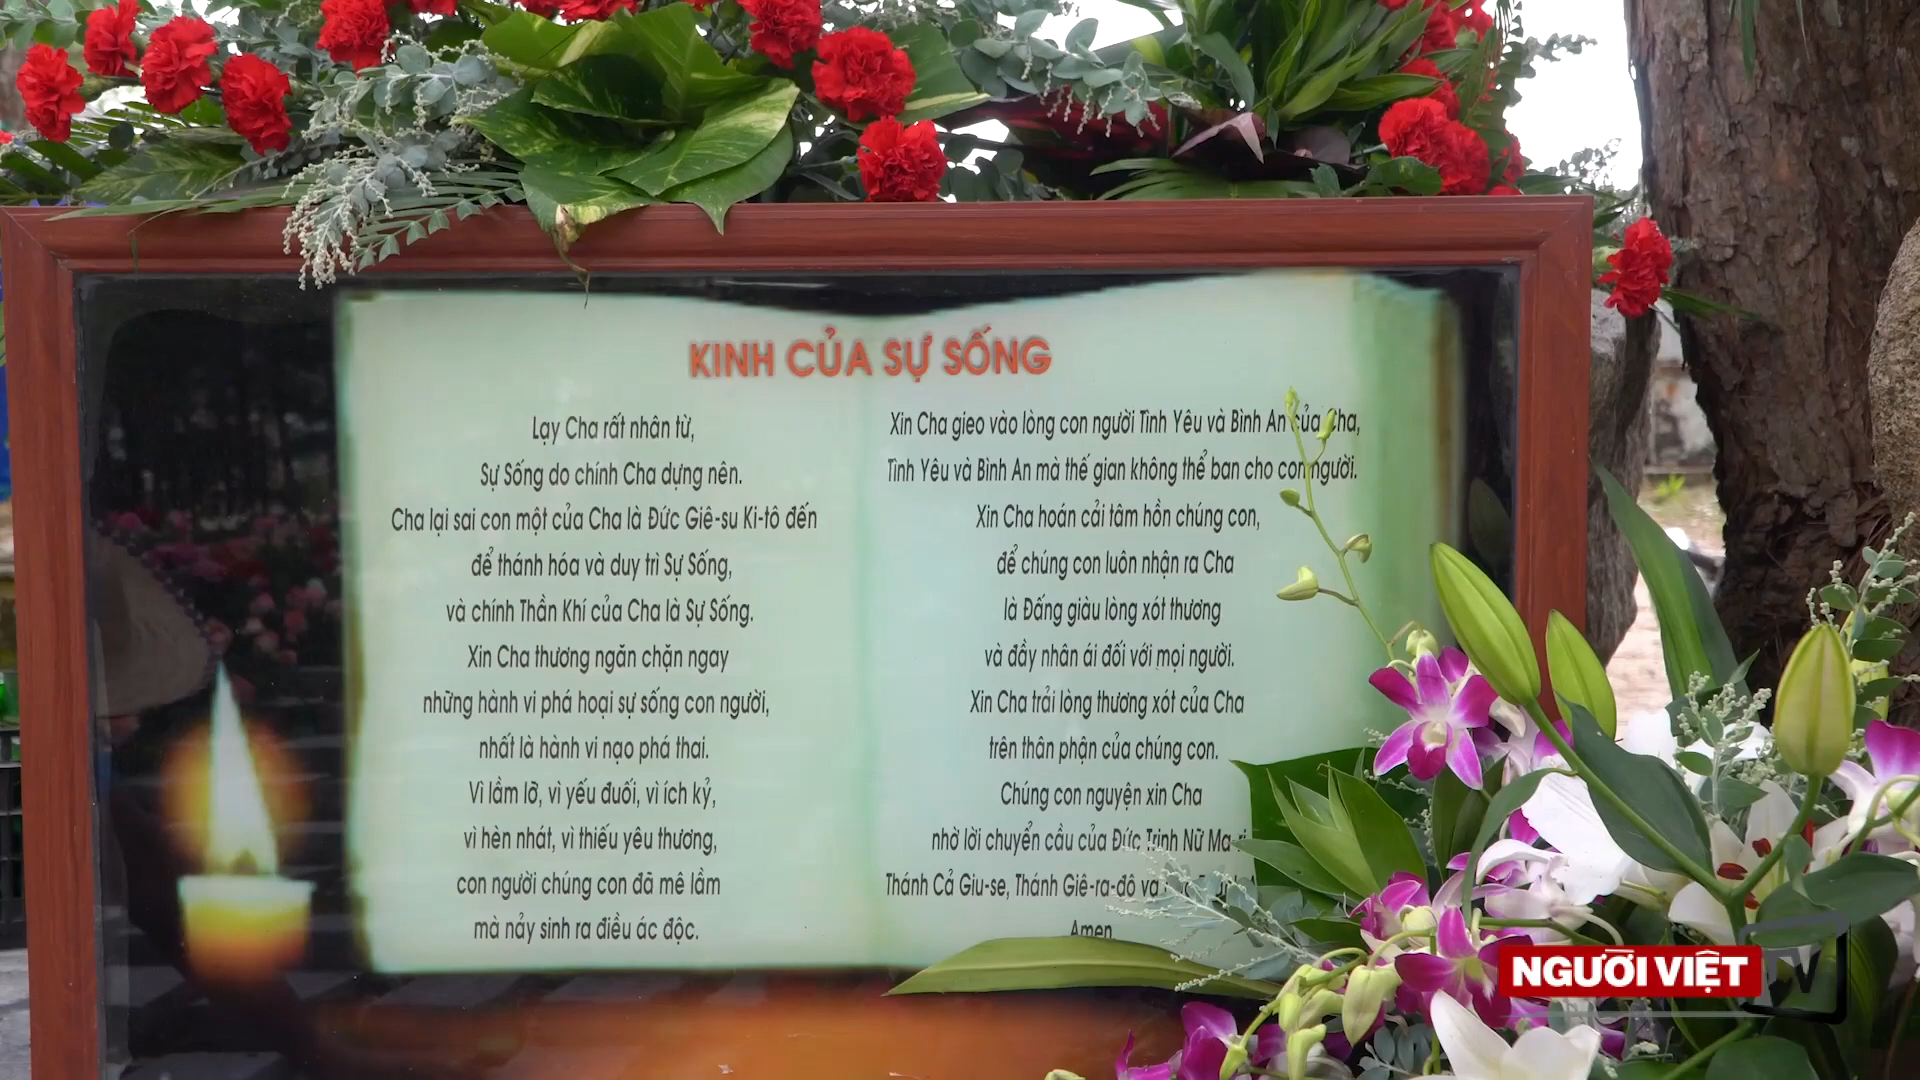 KINH CỦA SỰ SỐNG
Lạy Cha rất nhân từ,
Sự Sống do chính Cha dựng nên.
Cha lại sai con một của Cha là Đức Giê-su Ki-tô đến
để thánh hóa và duy trì Sự Sống,
và chính Thần Khí của Cha là Sự Sống.
Xin Cha thương ngăn chặn ngay
những hành vi phá hoại sự sống con người,
nhất là hành vi nạo phá thai.
Vì lầm lỡ, vì yếu đuối, vì ích kỷ,
vì hèn nhát, vì thiếu yêu thương,
con người chúng con đã mê lầm
mà nảy sinh ra điều ác độc.
Xin Cha gieo vào lòng con người Tình Yêu và Bình An của Cha,
Tình Yêu và Bình An mà thế gian không thể ban cho con người.
Xin Cha hoán cải tâm hồn chúng con,
để chúng con luôn nhận ra Cha
là Đấng giàu lòng xót thương
và đầy nhân ái đối với mọi người.
Xin Cha trải lòng thương xót của Cha
trên thân phận của chúng con.
Chúng con nguyện xin Cha
nhờ lời chuyển cầu của Đức Trinh Nữ Ma-ri
Thánh Cả Giu-se, Thánh Giê-ra-đô và
Amen
NGƯỜI VIỆT TV